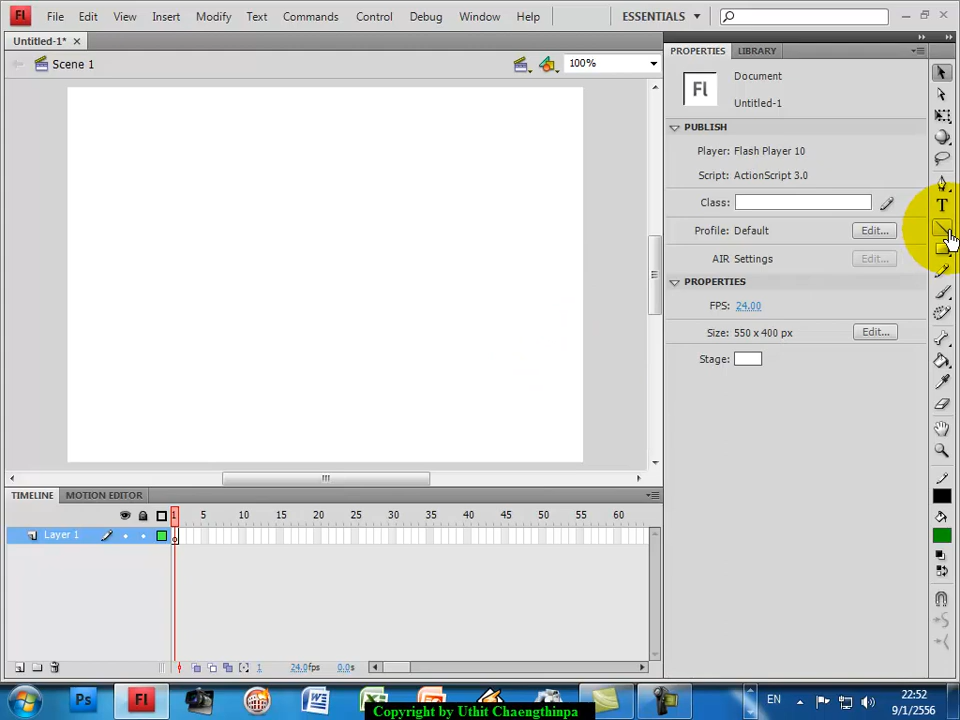 Fl File Edit View Insert Modify Text Commands Control Debug Window Help ESSENTIALS
Untitled-1*
Scene 1 100%
PROPERTIES LIBRARY
Fl Document
Untitled-1
PUBLISH
Player: Flash Player 10
Script: ActionScript 3.0
Class:
Profile: Default Edit...
AIR Settings Edit...
PROPERTIES
FPS: 24.00
Size: 550 x 400 px Edit...
Stage:
T
TIMELINE MOTION EDITOR
1 5 10 15 20 25 30 35 40 45 50 55 60
Layer 1
1 24.0fps 0.0s
Ps Fl EN 22:52
9/1/2556
Copyright by Uthit Chaengthinpa